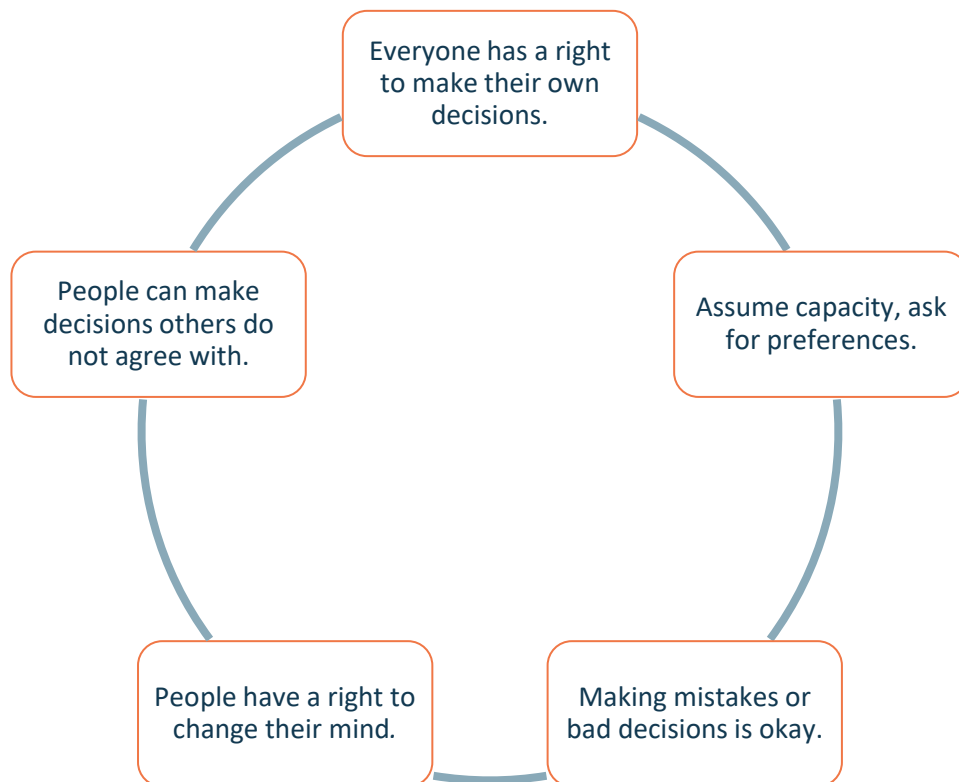 Everyone has a right
to make their own
decisions.
Assume capacity, ask
for preferences.
Making mistakes or
bad decisions is okay.
People have a right to
change their mind.
People can make
decisions others do
not agree with.